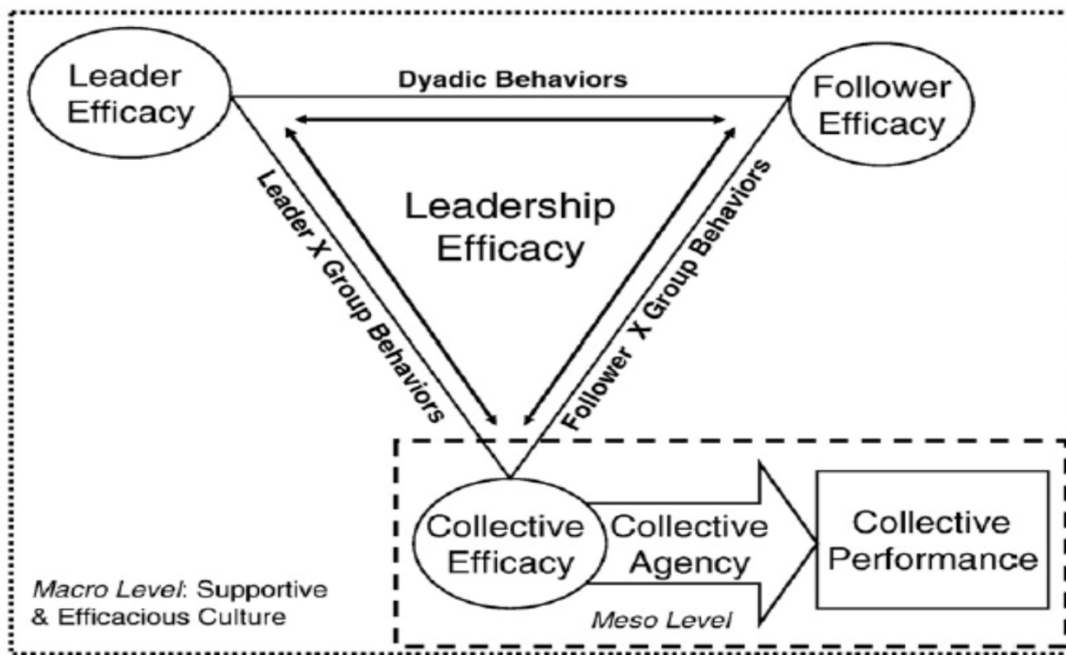 Leader
Efficacy
Dyadic Behaviors
Follower
Efficacy
Leadership
Efficacy
Leader X Group Behaviors
Follower X Group Behaviors
Collective
Efficacy
Collective
Agency
Collective
Performance
Macro Level: Supportive
& Efficacious Culture
Meso Level